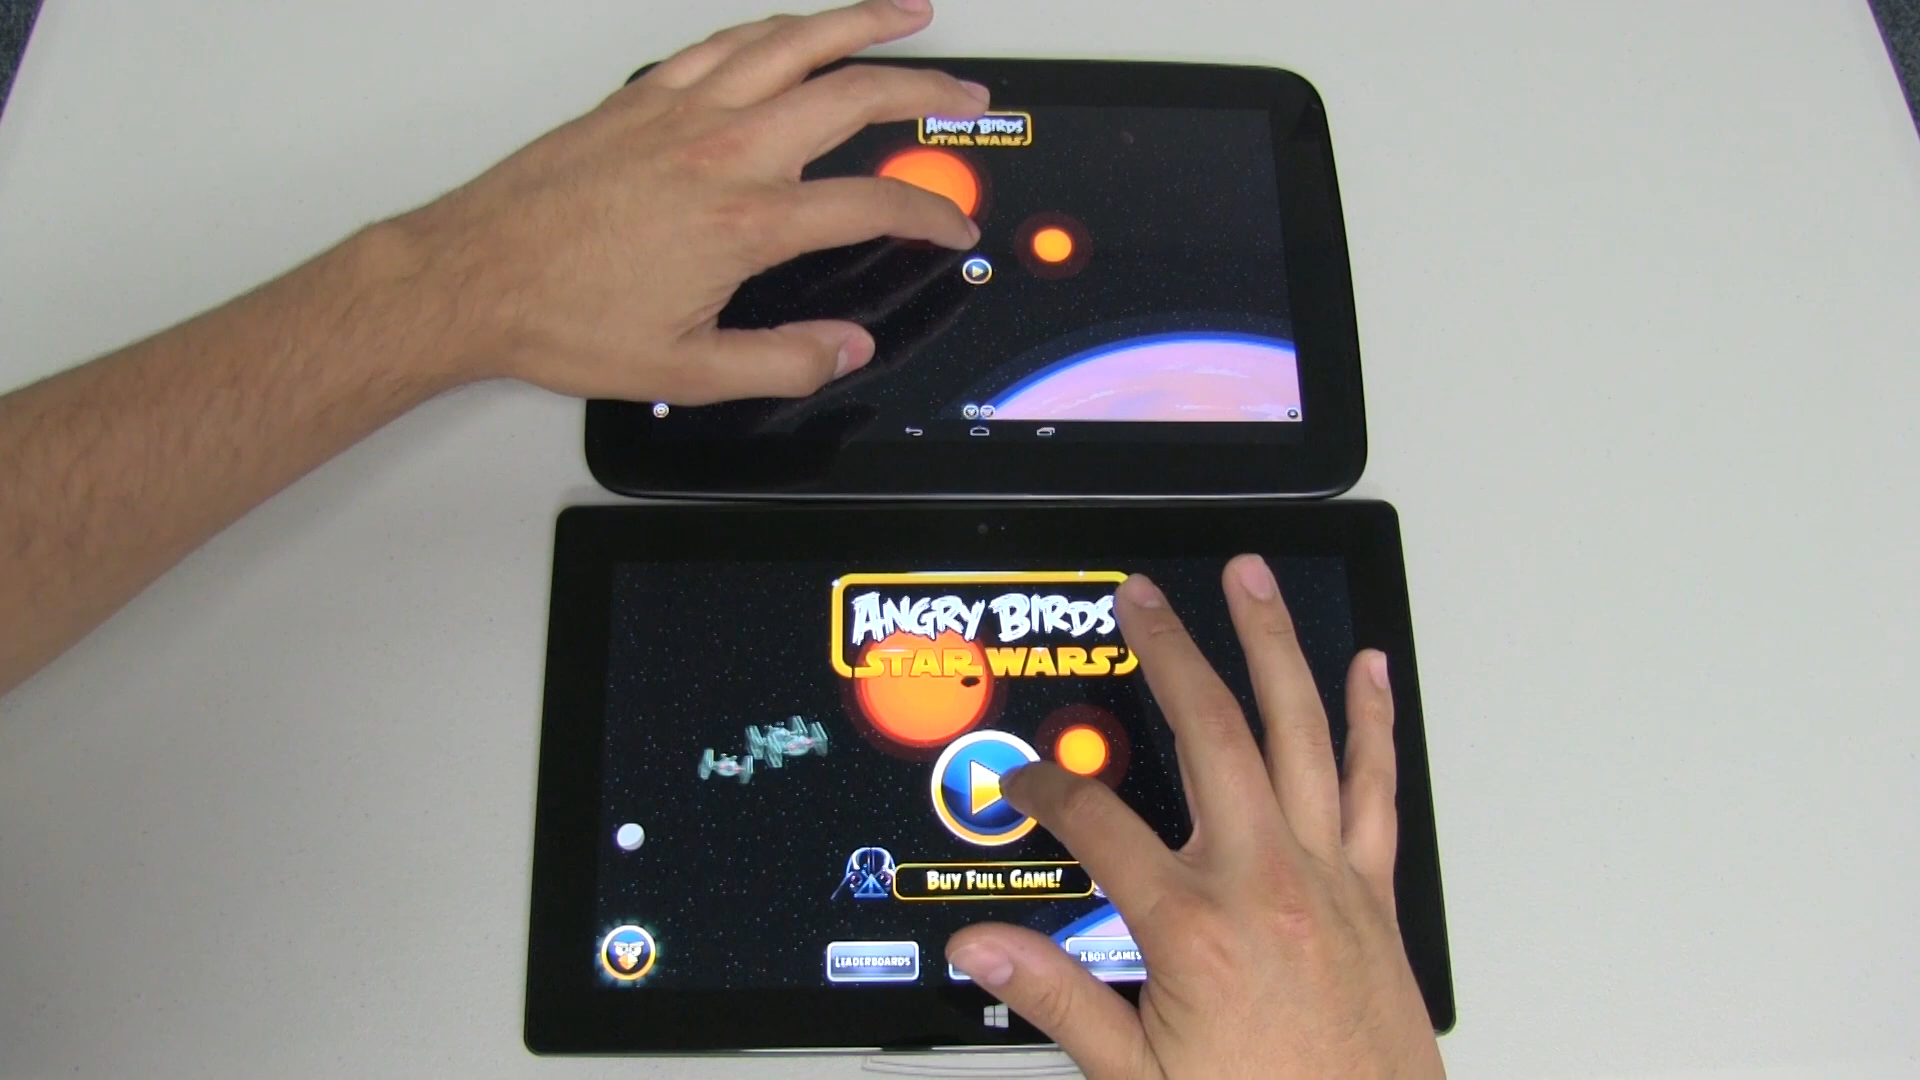 ANGRY BIRDS
STAR WARS
ANGRY BIRDS
STAR WARS
BUY FULL GAME!
LEADERBOARDS
XBOX GAMES